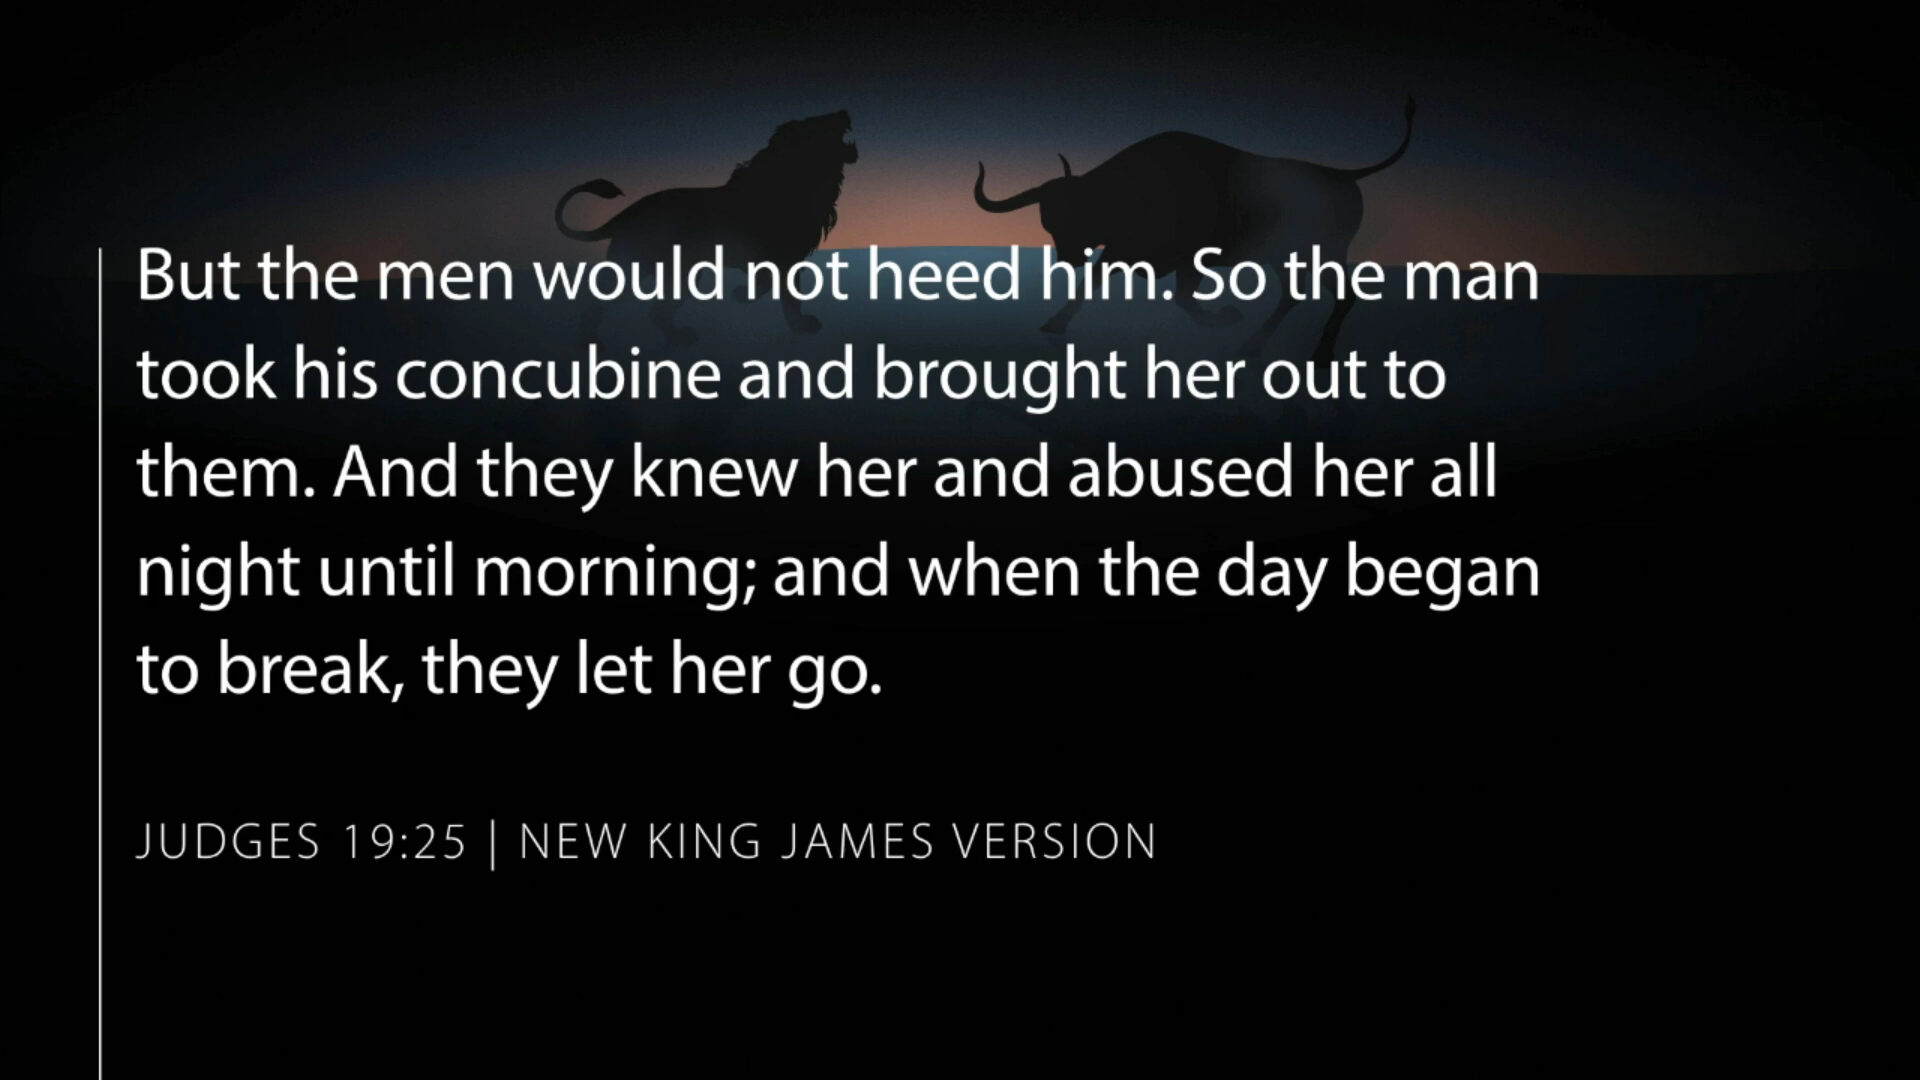 But the men would not heed him. So the man
took his concubine and brought her out to
them. And they knew her and abused her all
night until morning; and when the day began
to break, they let her go.
JUDGES 19:25 | NEW KING JAMES VERSION